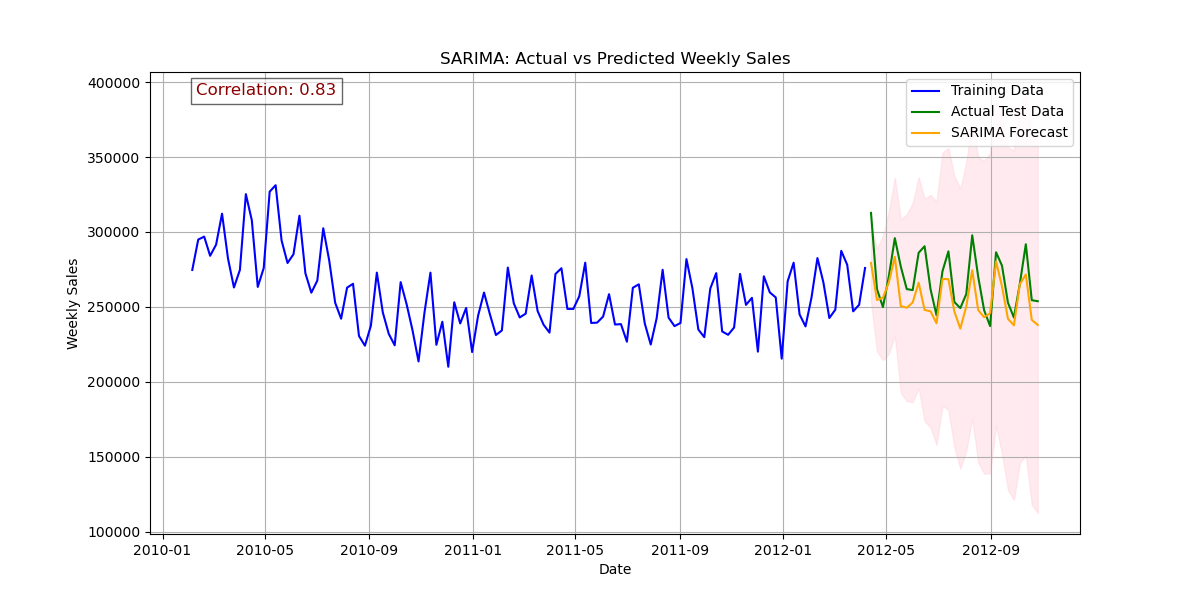 SARIMA: Actual vs Predicted Weekly Sales
Correlation: 0.83
Training Data
Actual Test Data
SARIMA Forecast
Weekly Sales
400000
350000
300000
250000
200000
150000
100000
2010-01 2010-05 2010-09 2011-01 2011-05 2011-09 2012-01 2012-05 2012-09
Date